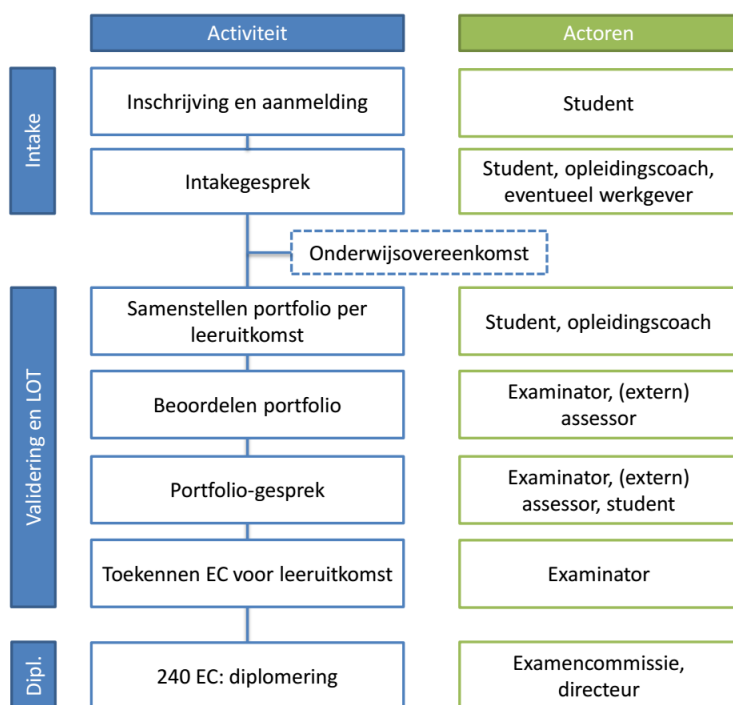 Activiteit
Actoren
Intake
Inschrijving en aanmelding
Student
Intakegesprek
Student, opleidingscoach,
eventueel werkgever
Onderwijsovereenkomst
Validering en LOT
Samenstellen portfolio per
leeruitkomst
Student, opleidingscoach
Beoordelen portfolio
Examinator, (extern)
assessor
Portfolio-gesprek
Examinator, (extern)
assessor, student
Toekennen EC voor leeruitkomst
Examinator
Dipl.
240 EC: diplomering
Examencommissie,
directeur